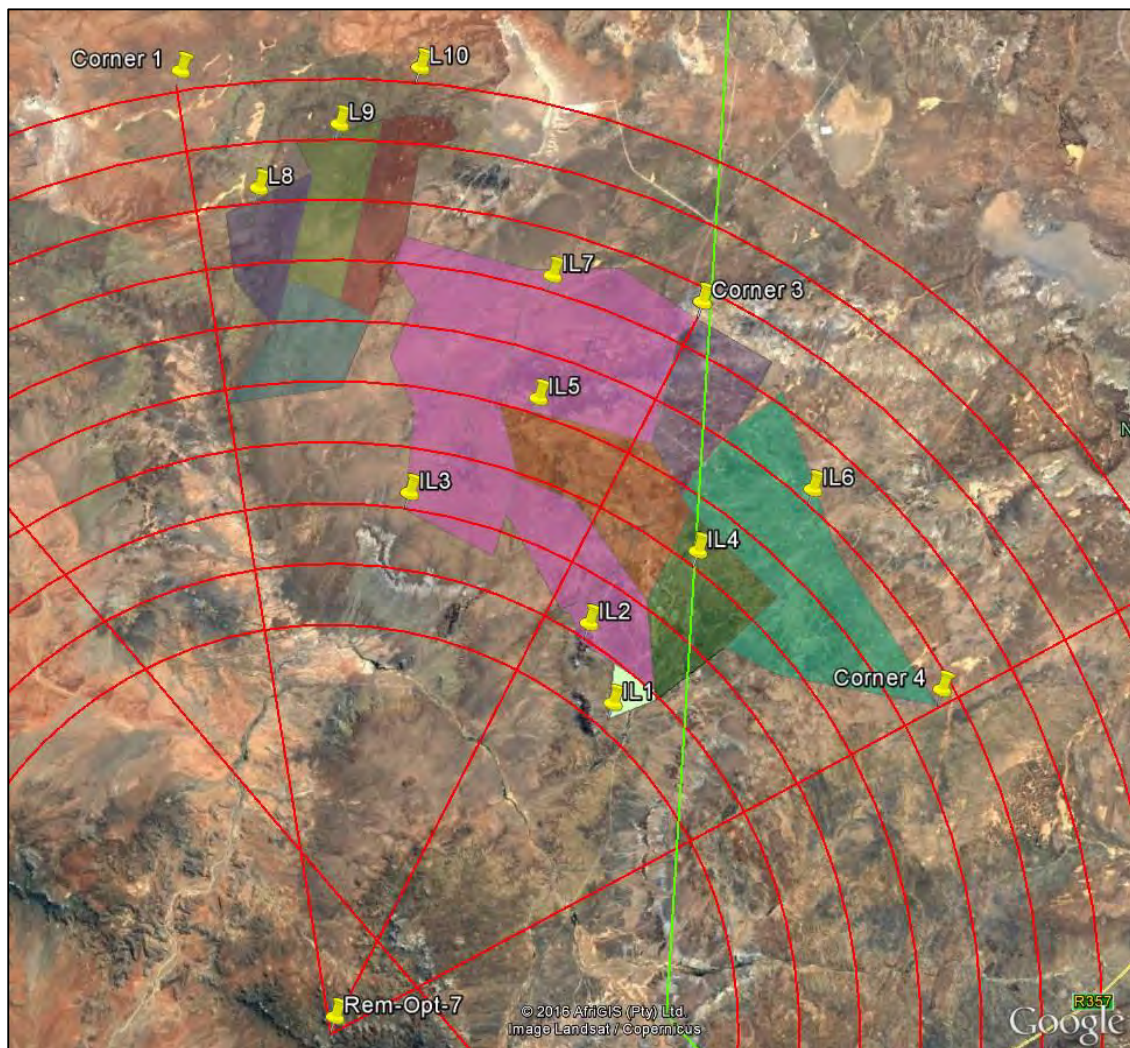 Corner 1
L10
L9
L8
IL7
Corner 3
IL5
N
IL3
IL6
IL4
IL2
Corner 4
IL1
Rem-Opt-7
© 2016 AfriGIS (Pty) Ltd.
Image Landsat / Copernicus
R357
Google